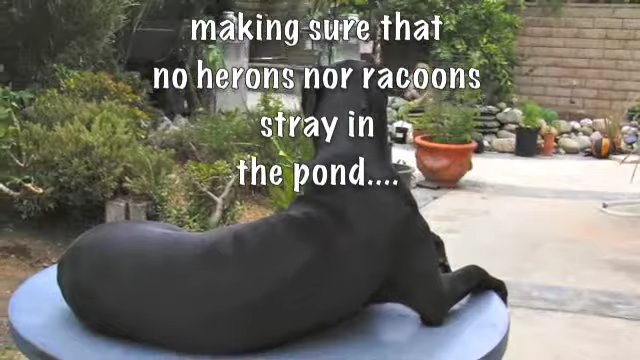 making sure that
no herons nor racoons
stray in
the pond....